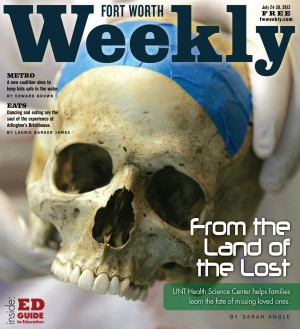 FORT WORTH
July 24-30, 2013
FREE
fwweekly.com
Weekly
METRO
A new coalition aims to
keep kids safe in the water.
BY EDWARD BROWN
EATS
Dancing and eating are the
soul of the experience at
Arlington's Brickhouse.
BY LAURIE BARKER JAMES
From the
Land of
the Lost
UNT Health Science Center helps families
learn the fate of missing loved ones.
BY SARAH ANGLE
inside:
ED
GUIDE
to Education